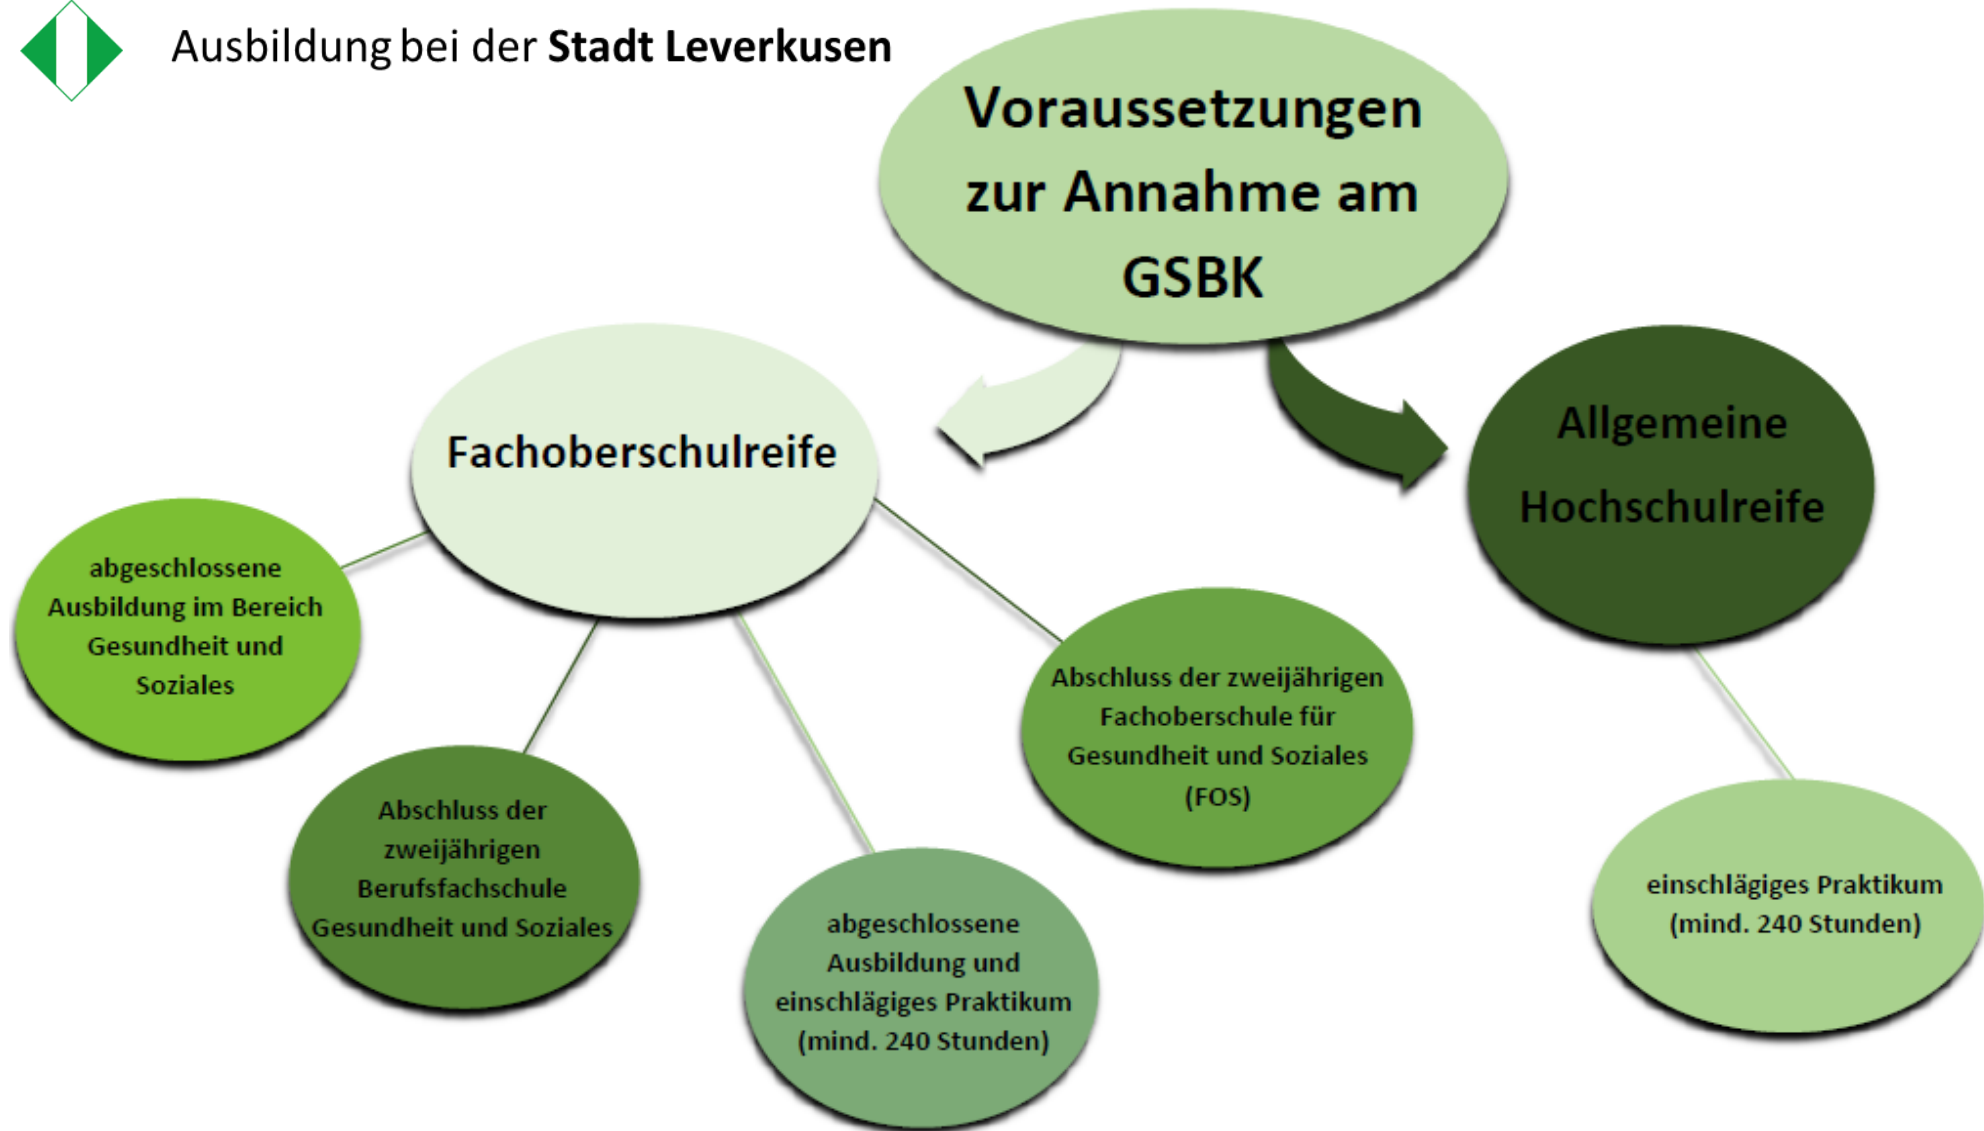 Ausbildung bei der Stadt Leverkusen
Voraussetzungen
zur Annahme am
GSBK
Fachoberschulreife
Allgemeine
Hochschulreife
abgeschlossene
Ausbildung im Bereich
Gesundheit und
Soziales
Abschluss der
zweijährigen
Berufsfachschule
Gesundheit und Soziales
abgeschlossene
Ausbildung und
einschlägiges Praktikum
(mind. 240 Stunden)
Abschluss der zweijährigen
Fachoberschule für
Gesundheit und Soziales
(FOS)
einschlägiges Praktikum
(mind. 240 Stunden)